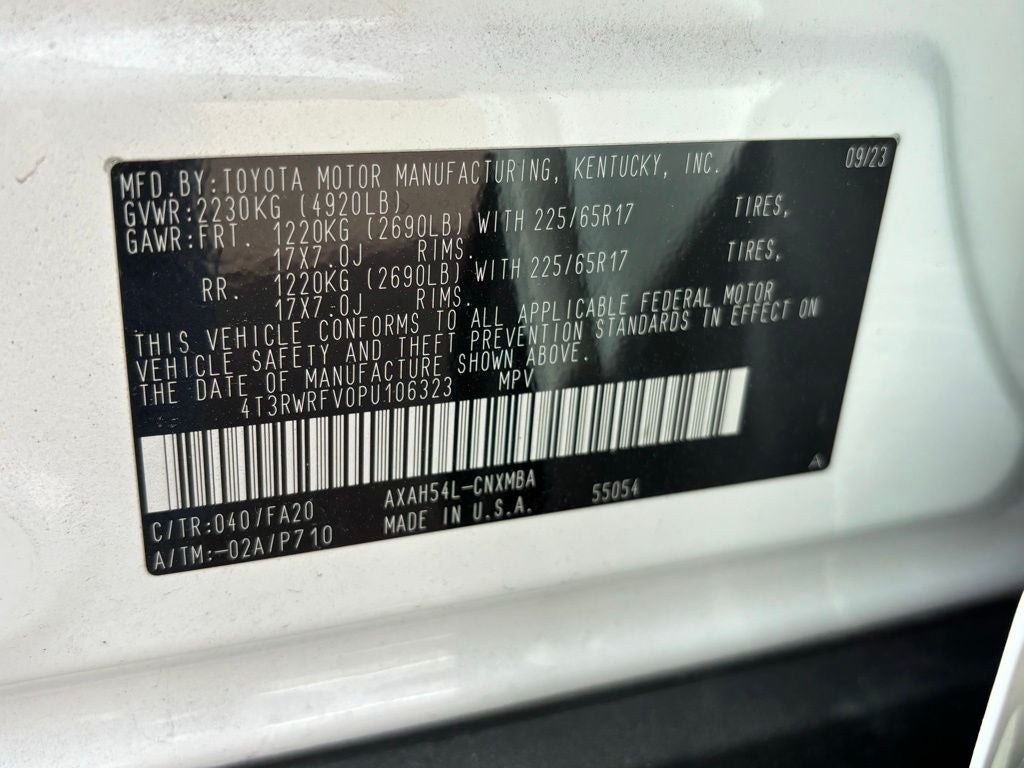 MFD.BY:TOYOTA MOTOR MANUFACTURING, KENTUCKY, INC. 09/23
GVWR:2230KG (4920LB)
GAWR:FRT. 1220KG (2690LB) WITH 225/65R17 TIRES,
17X7.0J RIMS.
RR. 1220KG (2690LB) WITH 225/65R17 TIRES,
17X7.0J RIMS.
THIS VEHICLE CONFORMS TO ALL APPLICABLE FEDERAL MOTOR
VEHICLE SAFETY AND THEFT PREVENTION STANDARDS IN EFFECT ON
THE DATE OF MANUFACTURE SHOWN ABOVE.
4T3RWRFV0PU106323 MPV
C/TR:040/FA20 AXAH54L-CNXMBA 55054
A/TM:-02A/P710 MADE IN U.S.A.
A